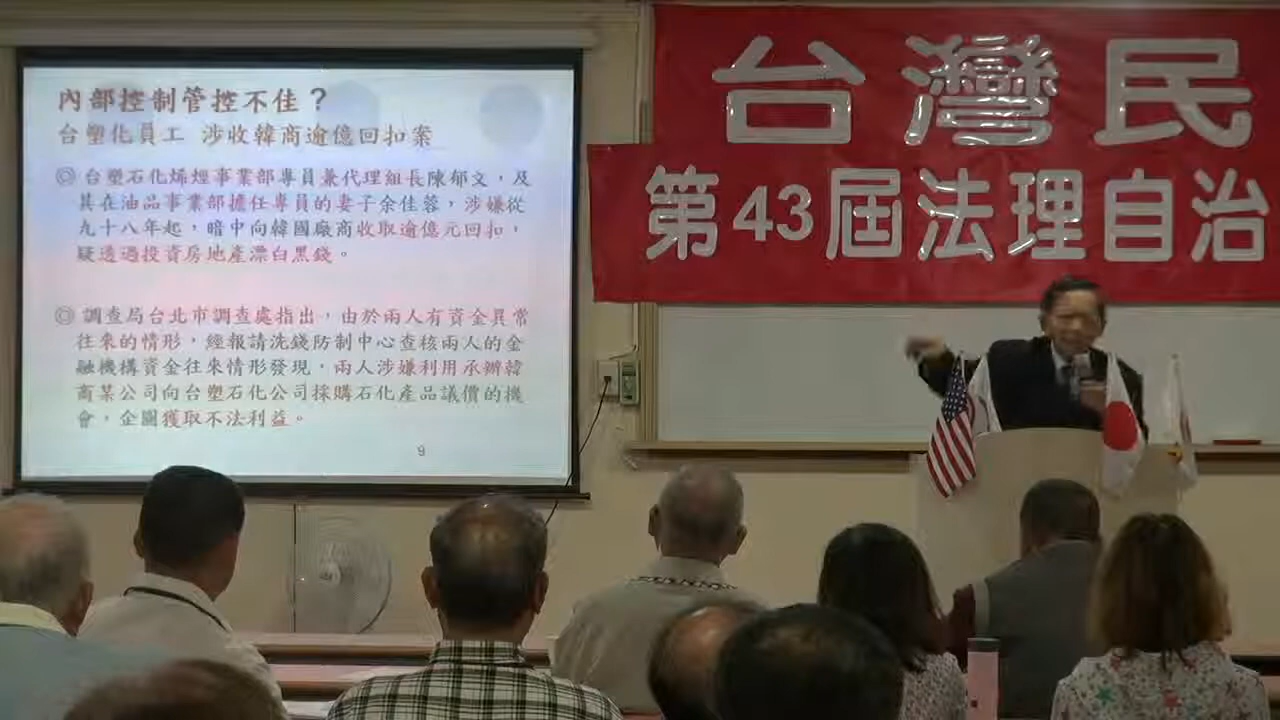 內部控制管控不佳？
台塑化員工 涉收韓商逾億回扣案
◎ 台塑石化烯烴事業部專員兼代理組長陳郁文，及
其在油品事業部擔任專員的妻子余佳蓉，涉嫌從
九十八年起，暗中向韓國廠商收取逾億元回扣，
疑透過投資房地產漂白黑錢。
◎ 調查局台北市調查處指出，由於兩人有資金異常
往來的情形，經報請洗錢防制中心查核兩人的金
融機構資金往來情形發現，兩人涉嫌利用承辦韓
商某公司向台塑石化公司採購石化產品議價的機
會，企圖獲取不法利益。
9
台灣民
第43屆法理自治